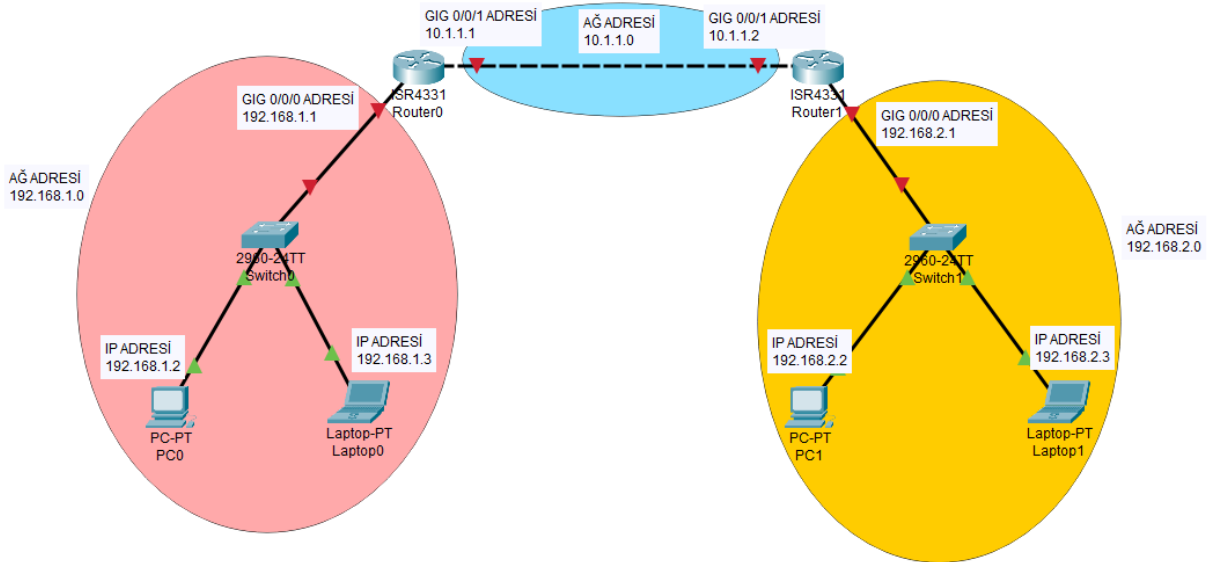 GIG 0/0/1 ADRESİ
10.1.1.1
AĞ ADRESİ
10.1.1.0
GIG 0/0/1 ADRESİ
10.1.1.2
ISR4331
Router0
ISR4331
Router1
GIG 0/0/0 ADRESİ
192.168.1.1
GIG 0/0/0 ADRESİ
192.168.2.1
AĞ ADRESİ
192.168.1.0
AĞ ADRESİ
192.168.2.0
2960-24TT
Switch0
2960-24TT
Switch1
IP ADRESİ
192.168.1.2
IP ADRESİ
192.168.1.3
IP ADRESİ
192.168.2.2
IP ADRESİ
192.168.2.3
PC-PT
PC0
Laptop-PT
Laptop0
PC-PT
PC1
Laptop-PT
Laptop1